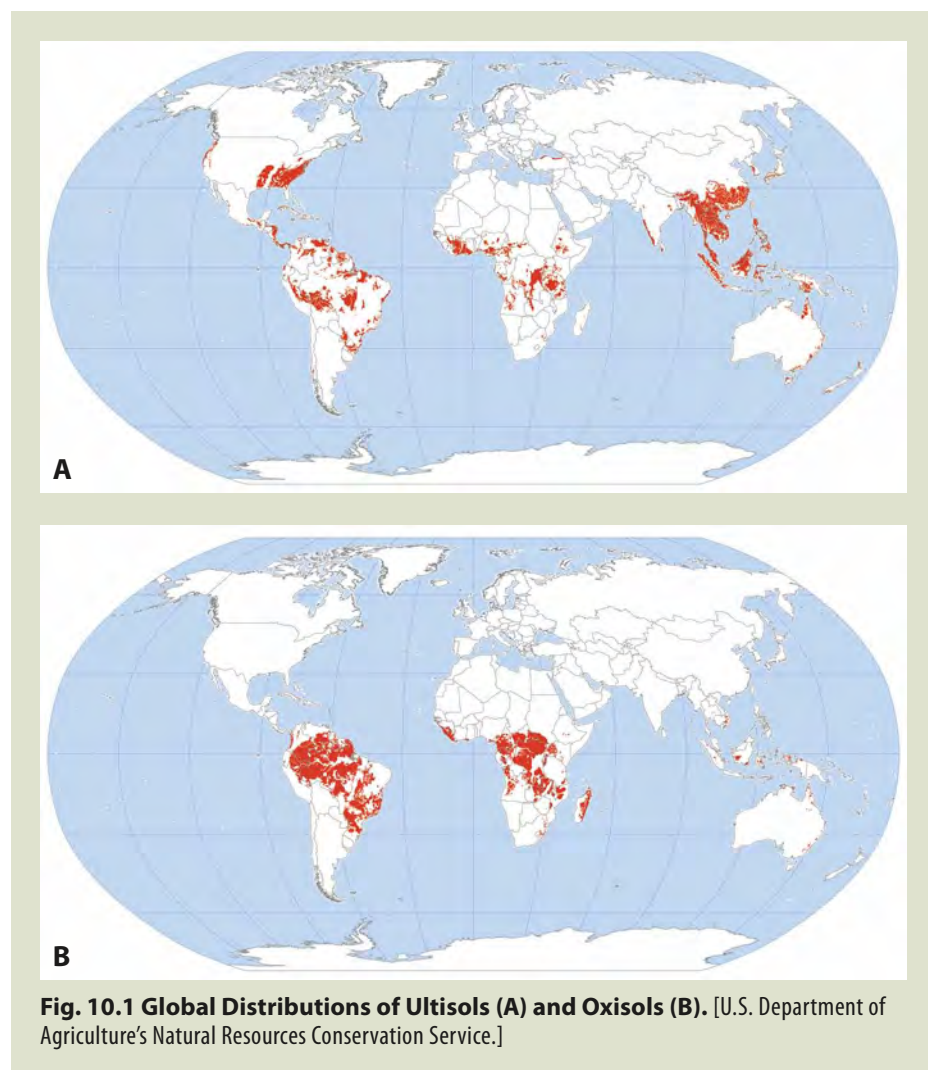 A
B
Fig. 10.1 Global Distributions of Ultisols (A) and Oxisols (B). [U.S. Department of
Agriculture’s Natural Resources Conservation Service.]